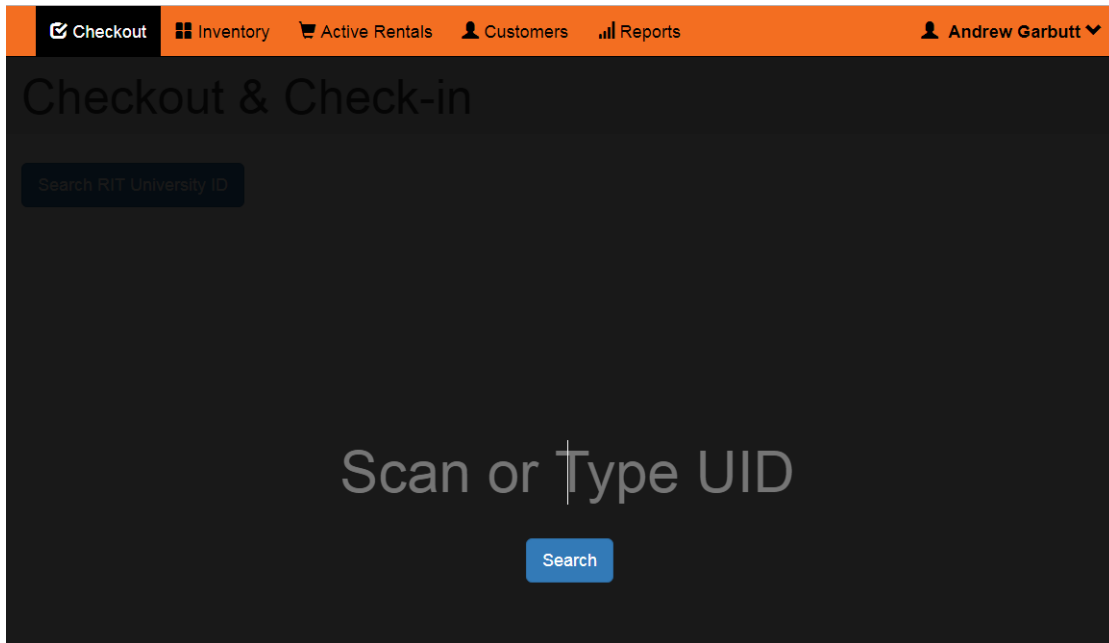 Checkout Inventory Active Rentals Customers Reports Andrew Garbutt
Checkout & Check-in
Search RIT University ID
Scan or Type UID
Search